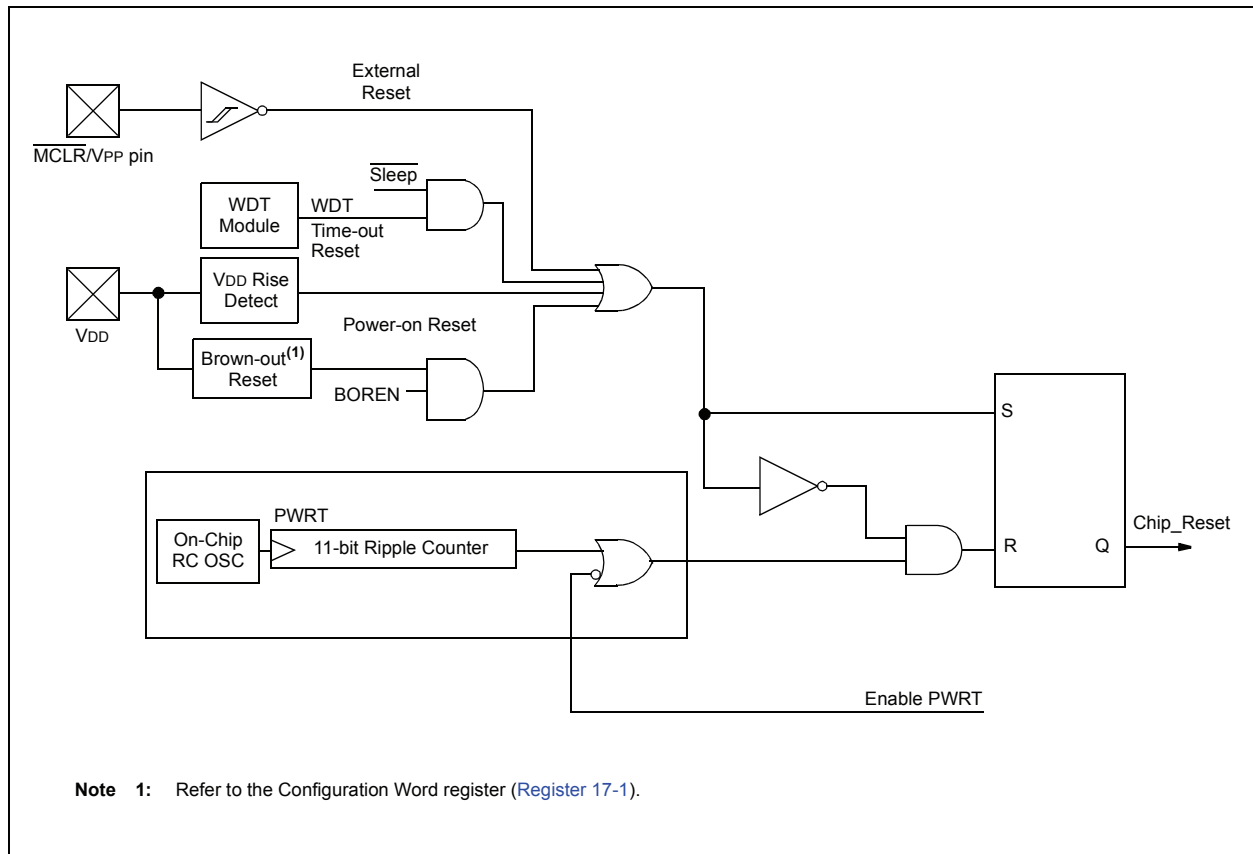 External
Reset
M̅C̅L̅R̅/VPP pin
S̅l̅e̅e̅p̅
WDT
Module
WDT
Time-out
Reset
VDD
VDD Rise
Detect
Power-on Reset
Brown-out(1)
Reset
BOREN
S
PWRT
On-Chip
RC OSC
11-bit Ripple Counter
R
Q
Chip_Reset
Enable PWRT
Note 1: Refer to the Configuration Word register (Register 17-1).